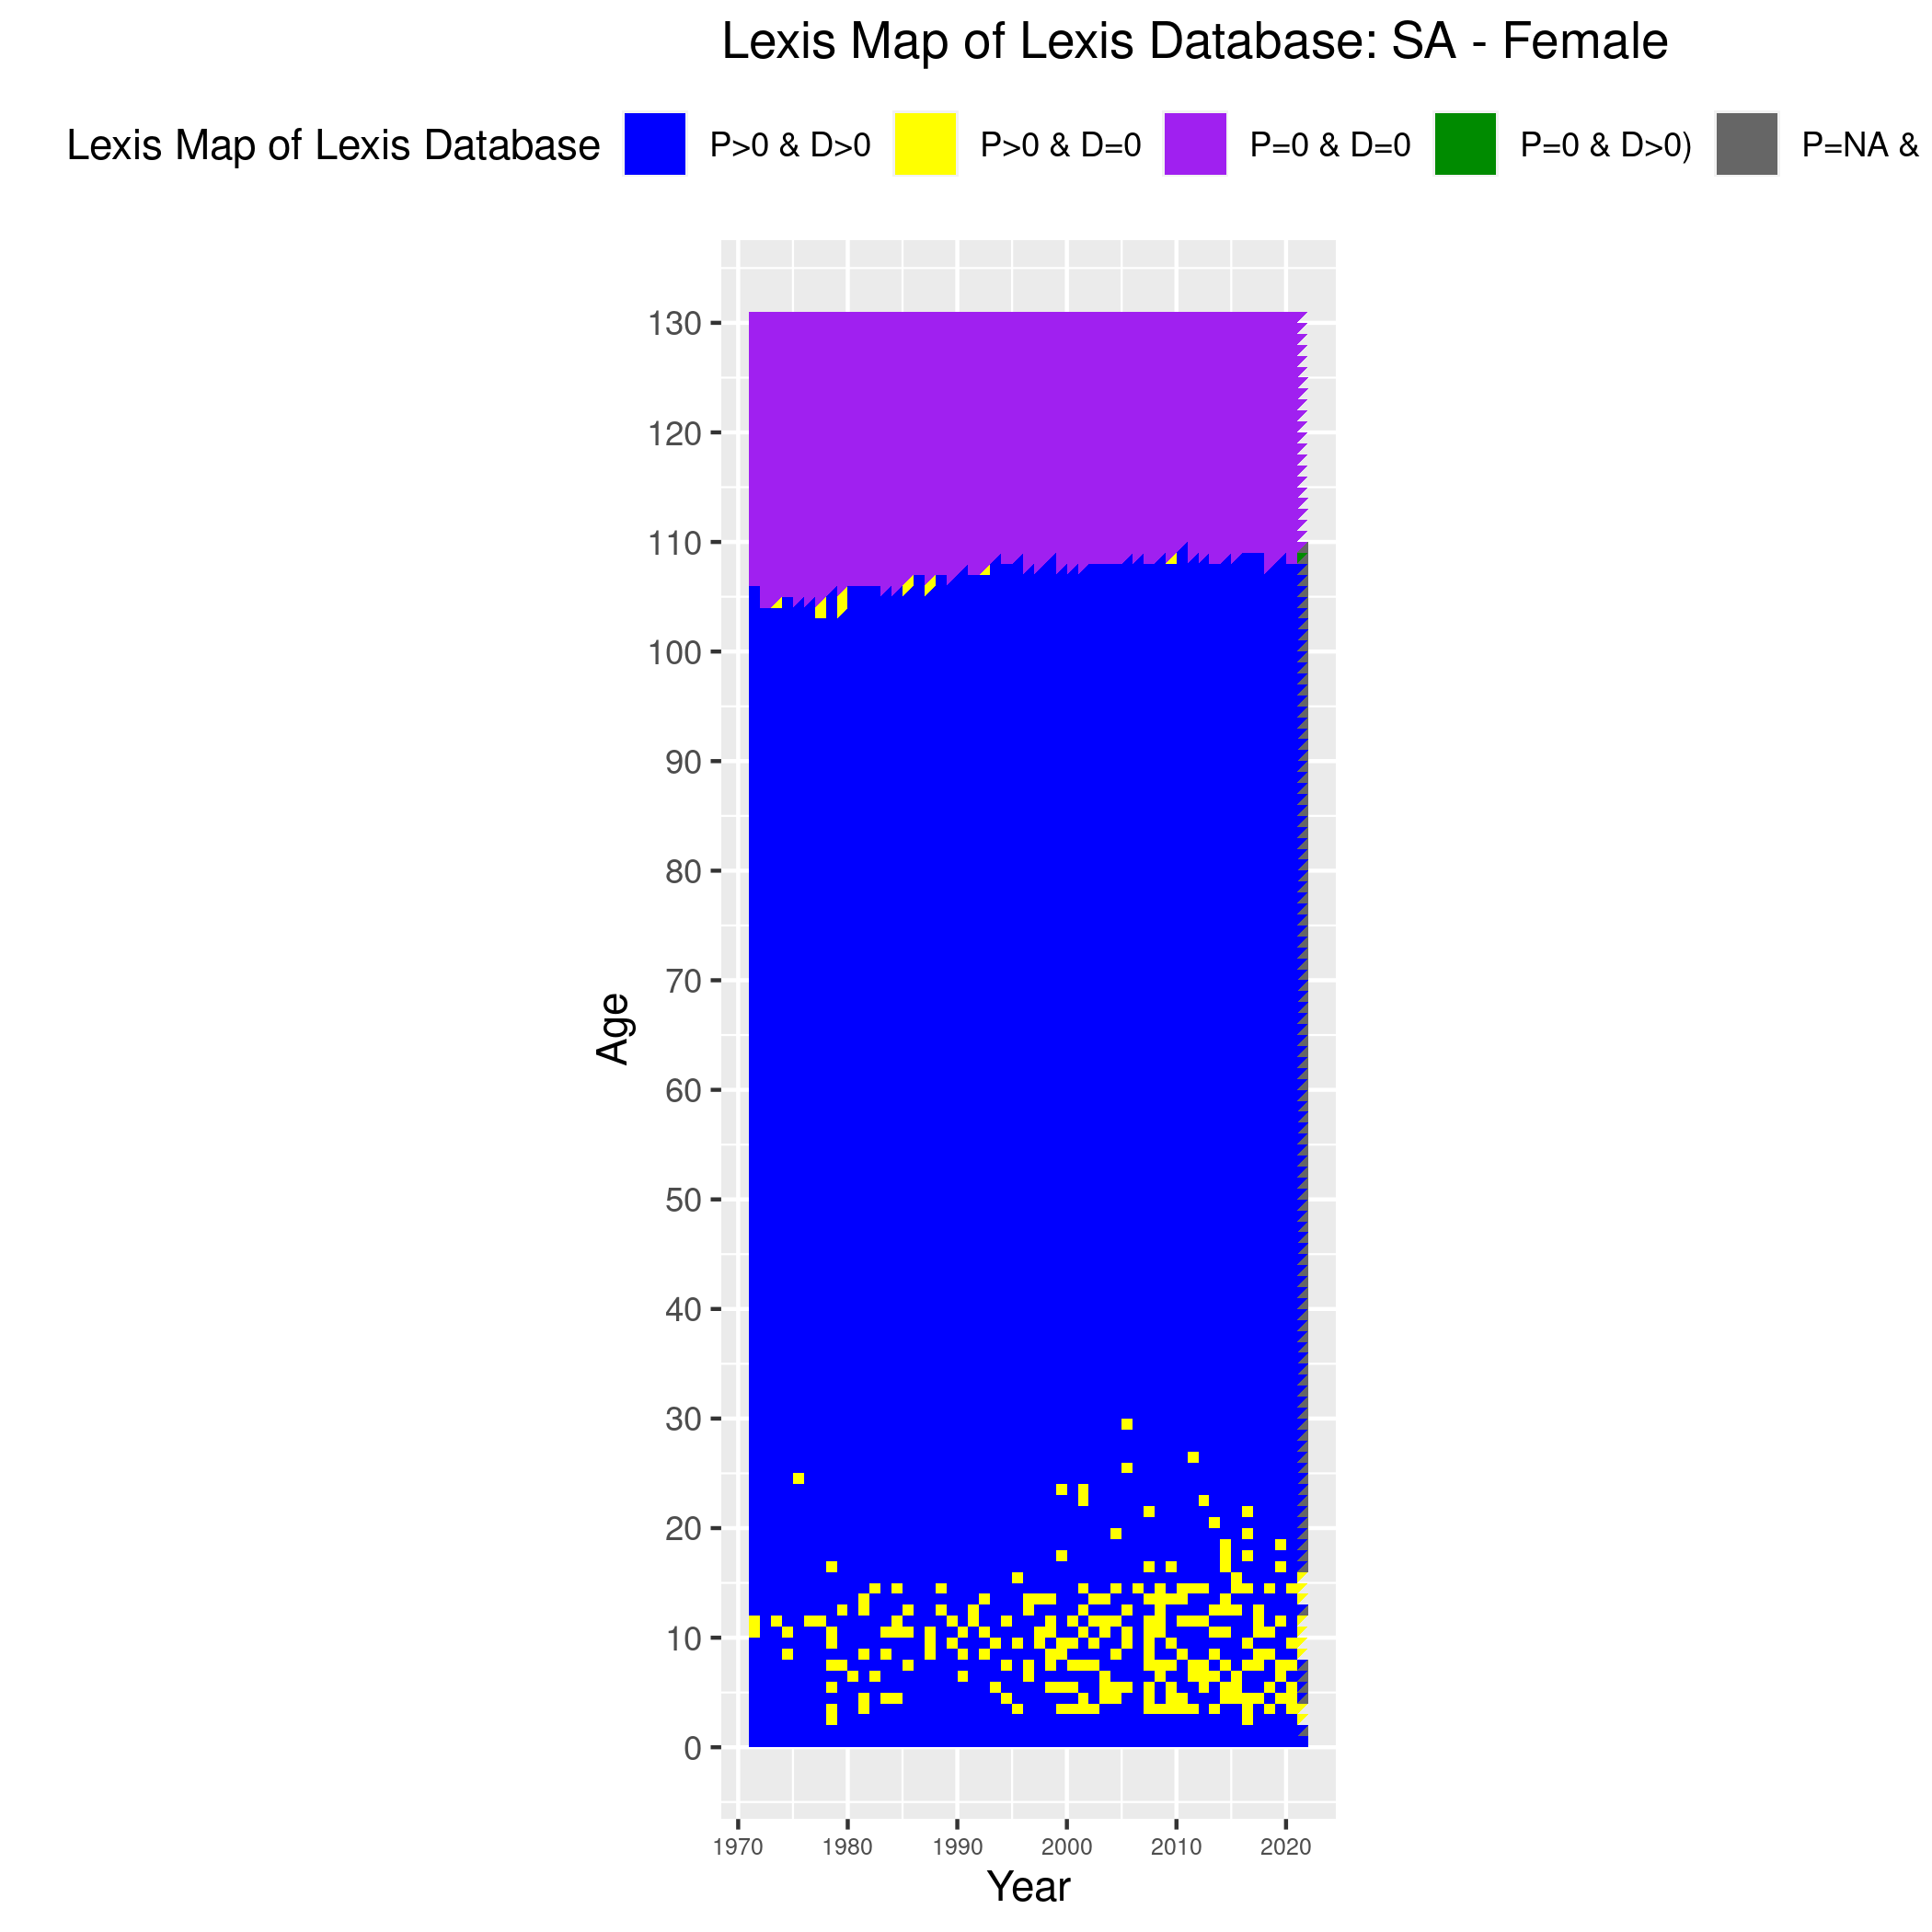 Lexis Map of Lexis Database: SA - Female
Lexis Map of Lexis Database P>0 & D>0 P>0 & D=0 P=0 & D=0 P=0 & D>0) P=NA &
130
120
110
100
90
80
70
60
50
40
30
20
10
0
Age
1970 1980 1990 2000 2010 2020
Year